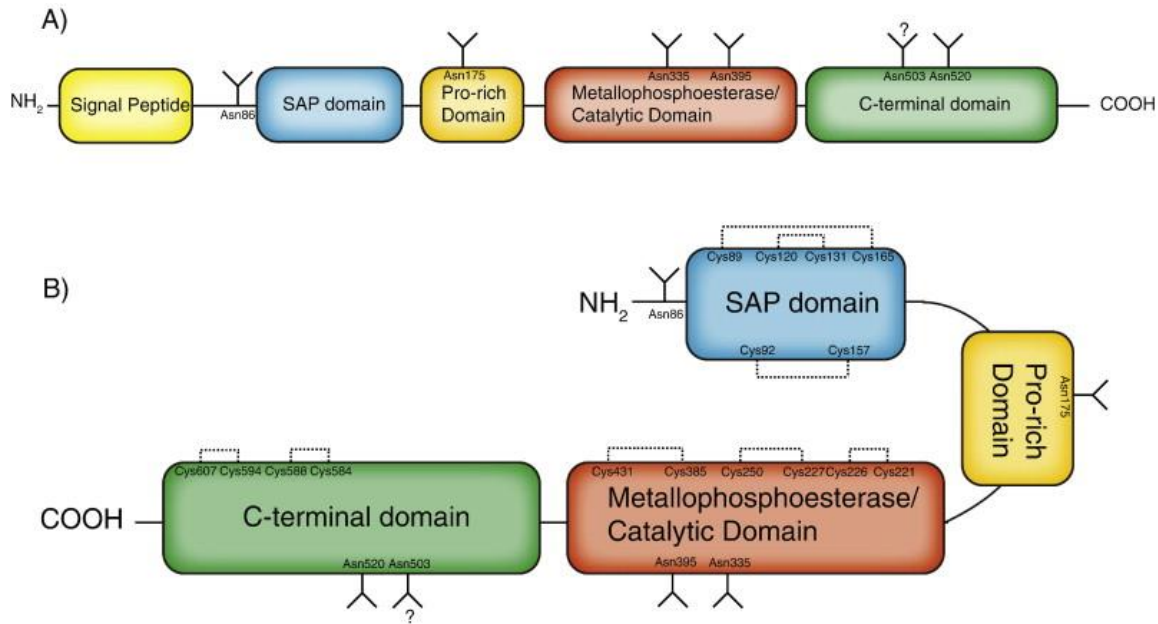 A)
?
Asn175 Asn335 Asn395 Asn503 Asn520
NH2 Signal Peptide Asn86 SAP domain Pro-rich Domain Metallophosphoesterase/ Catalytic Domain C-terminal domain COOH
B)
Cys89 Cys120 Cys131 Cys165
NH2 Asn86 SAP domain
Cys92 Cys157
Pro-rich
Domain
Asn175
Cys607 Cys594 Cys588 Cys584 Cys431 Cys385 Cys250 Cys227 Cys226 Cys221
COOH C-terminal domain Metallophosphoesterase/
Catalytic Domain
Asn520 Asn503 Asn395 Asn335
?